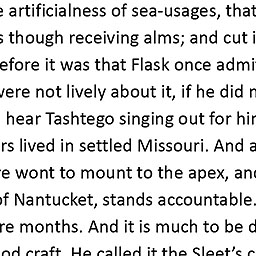 artificialness of sea-usages, that
though receiving alms; and cut i
efore it was that Flask once admi
were not lively about it, if he did n
hear Tashtego singing out for hi
rs lived in settled Missouri. And a
e wont to mount to the apex, an
of Nantucket, stands accountable.
re months. And it is much to be d
od craft. He called it the Sleet's c